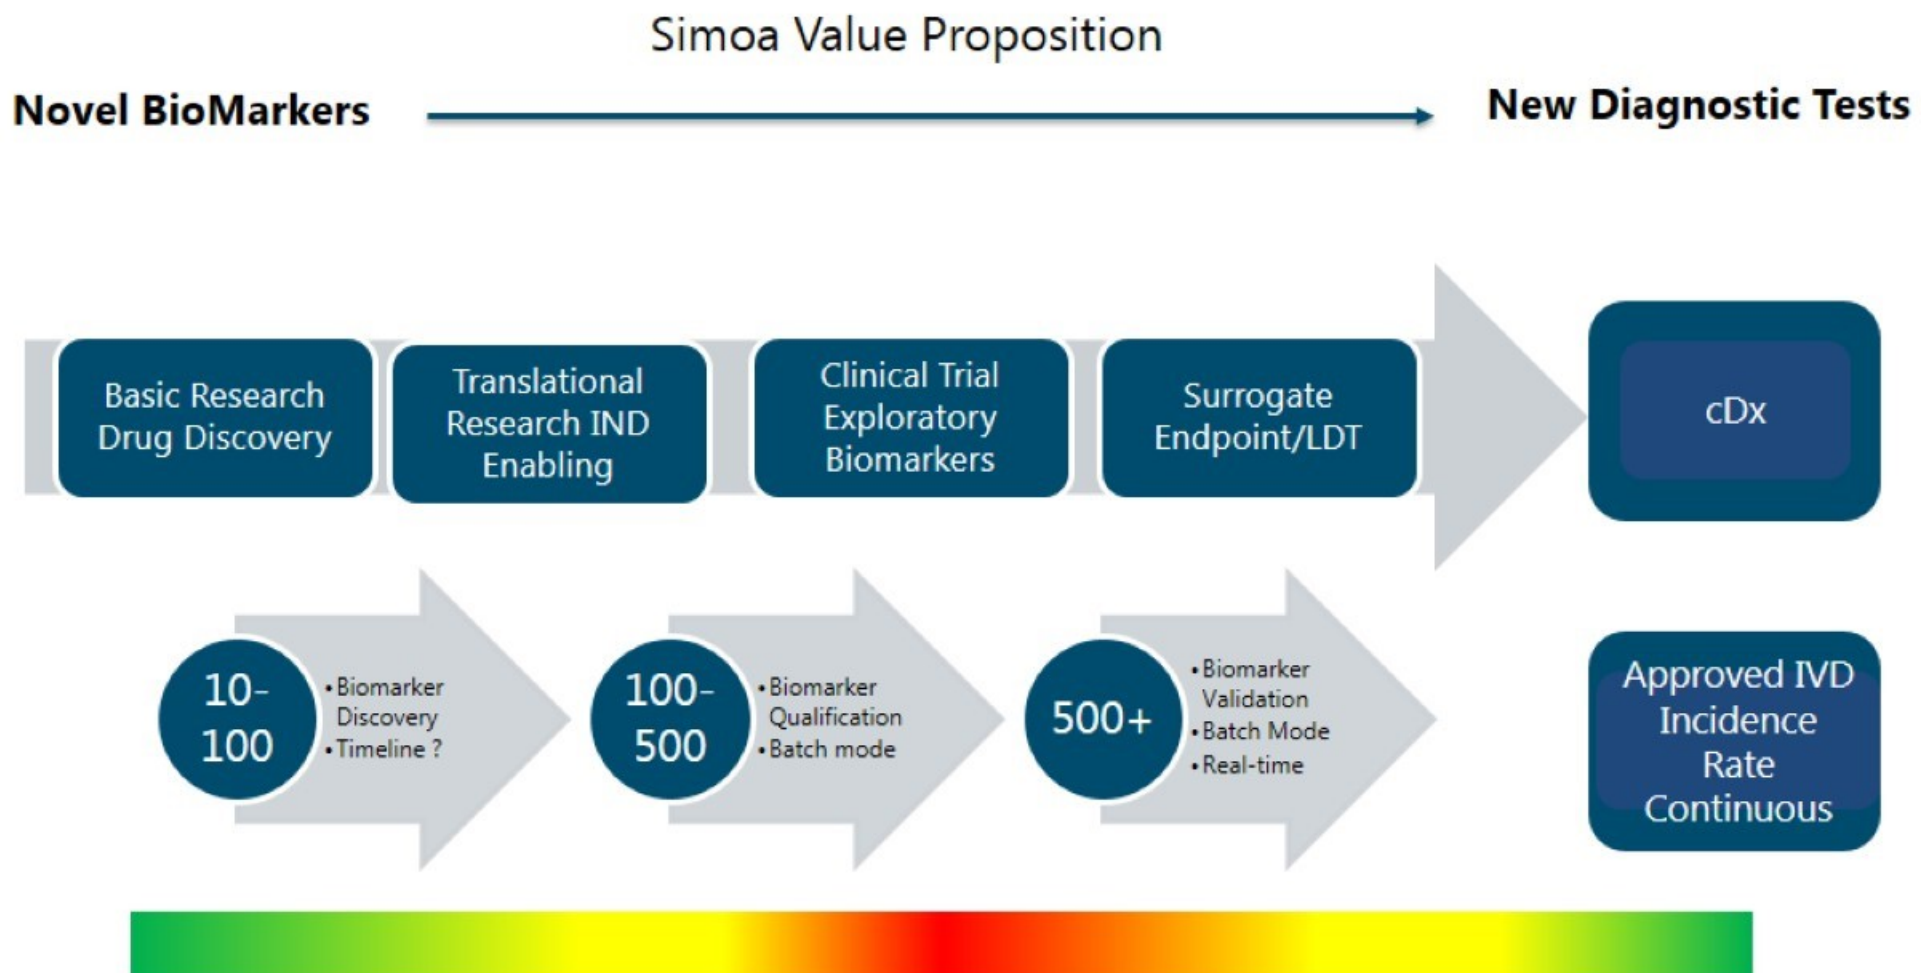 Simoa Value Proposition
Novel BioMarkers
New Diagnostic Tests
Basic Research
Drug Discovery
Translational
Research IND
Enabling
Clinical Trial
Exploratory
Biomarkers
Surrogate
Endpoint/LDT
cDx
10-
100
•Biomarker
Discovery
•Timeline ?
100-
500
•Biomarker
Qualification
•Batch mode
500+
•Biomarker
Validation
•Batch Mode
•Real-time
Approved IVD
Incidence
Rate
Continuous